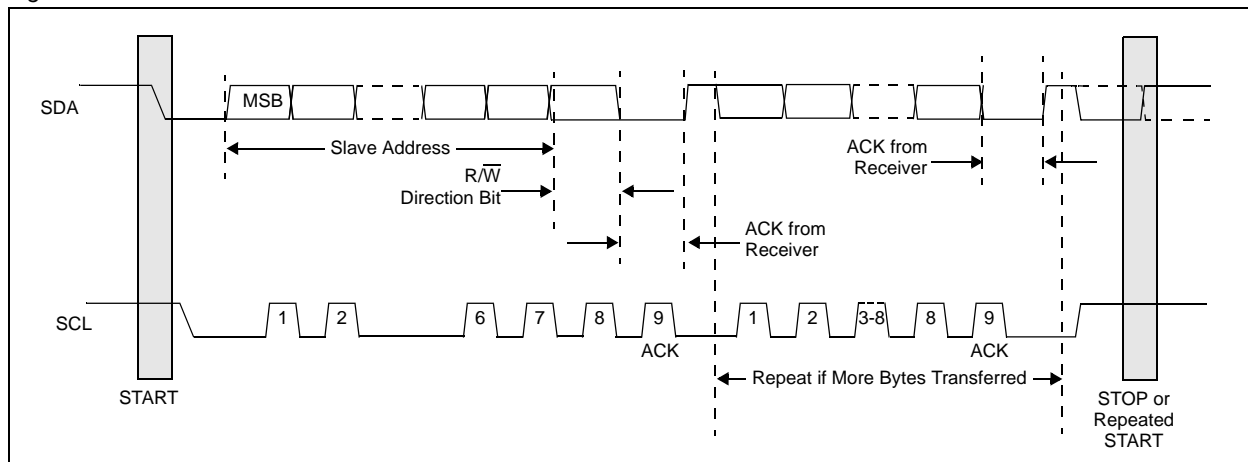 SDA
MSB
Slave Address
R/W̅
Direction Bit
ACK from
Receiver
ACK from
Receiver
SCL
1
2
6
7
8
9
ACK
1
2
3-8
8
9
ACK
Repeat if More Bytes Transferred
START
STOP or
Repeated
START